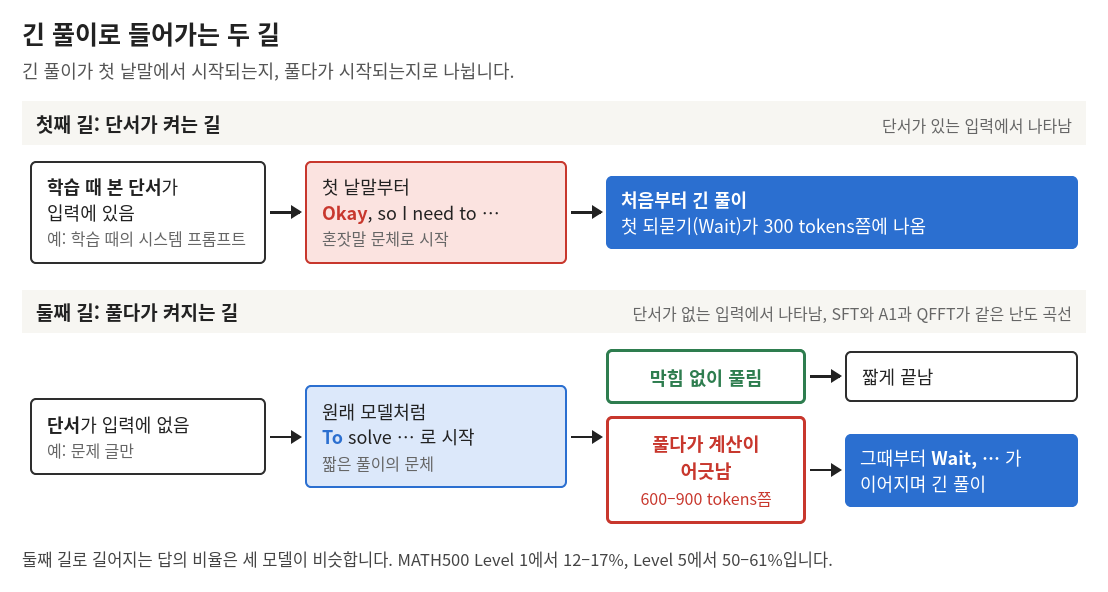 긴 풀이로 들어가는 두 길
긴 풀이가 첫 낱말에서 시작되는지, 풀다가 시작되는지로 나뉩니다.
첫째 길: 단서가 켜는 길
단서가 있는 입력에서 나타남
학습 때 본 단서가
입력에 있음
예: 학습 때의 시스템 프롬프트
첫 낱말부터
Okay, so I need to ⋯
혼잣말 문체로 시작
처음부터 긴 풀이
첫 되묻기(Wait)가 300 tokens쯤에 나옴
둘째 길: 풀다가 켜지는 길
단서가 없는 입력에서 나타남, SFT와 A1과 QFFT가 같은 난도 곡선
단서가 입력에 없음
예: 문제 글만
원래 모델처럼
To solve ⋯ 로 시작
짧은 풀이의 문체
막힘 없이 풀림
짧게 끝남
풀다가 계산이
어긋남
600–900 tokens쯤
그때부터 Wait, ⋯ 가
이어지며 긴 풀이
둘째 길로 길어지는 답의 비율은 세 모델이 비슷합니다. MATH500 Level 1에서 12–17%, Level 5에서 50–61%입니다.